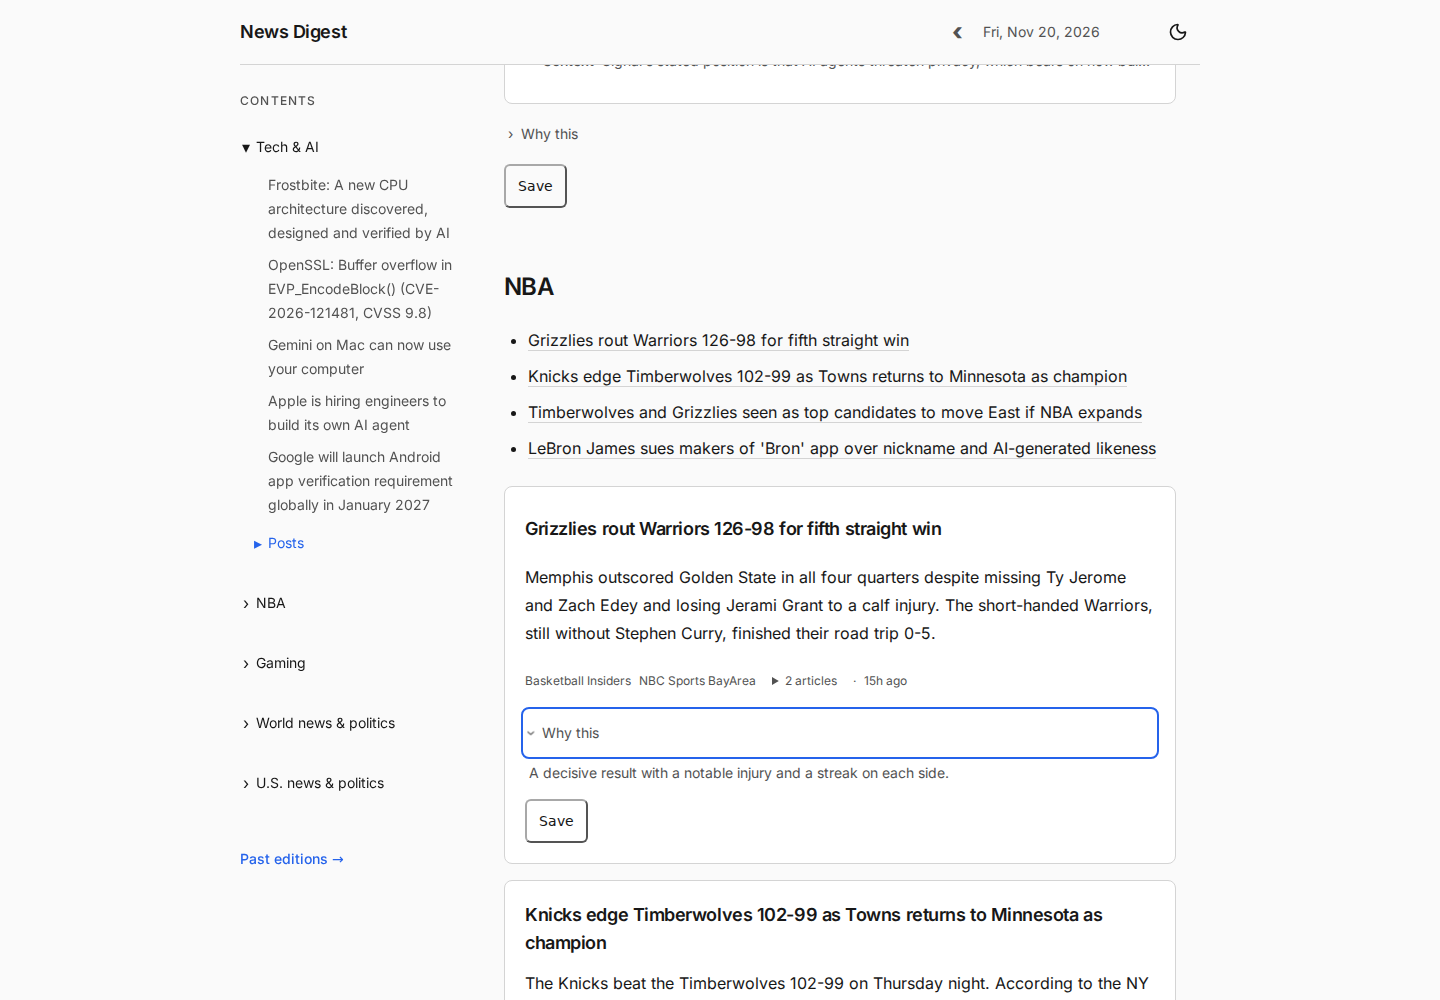 News Digest
Fri, Nov 20, 2026
CONTENTS
Tech & AI
Frostbite: A new CPU
architecture discovered,
designed and verified by AI
OpenSSL: Buffer overflow in
EVP_EncodeBlock() (CVE-
2026-121481, CVSS 9.8)
Gemini on Mac can now use
your computer
Apple is hiring engineers to
build its own AI agent
Google will launch Android
app verification requirement
globally in January 2027
Posts
NBA
Gaming
World news & politics
U.S. news & politics
Past editions →
Why this
Save
NBA
Grizzlies rout Warriors 126-98 for fifth straight win
Knicks edge Timberwolves 102-99 as Towns returns to Minnesota as champion
Timberwolves and Grizzlies seen as top candidates to move East if NBA expands
LeBron James sues makers of 'Bron' app over nickname and AI-generated likeness
Grizzlies rout Warriors 126-98 for fifth straight win
Memphis outscored Golden State in all four quarters despite missing Ty Jerome
and Zach Edey and losing Jerami Grant to a calf injury. The short-handed Warriors,
still without Stephen Curry, finished their road trip 0-5.
Basketball Insiders NBC Sports BayArea ▶ 2 articles · 15h ago
Why this
A decisive result with a notable injury and a streak on each side.
Save
Knicks edge Timberwolves 102-99 as Towns returns to Minnesota as
champion
The Knicks beat the Timberwolves 102-99 on Thursday night. According to the NY